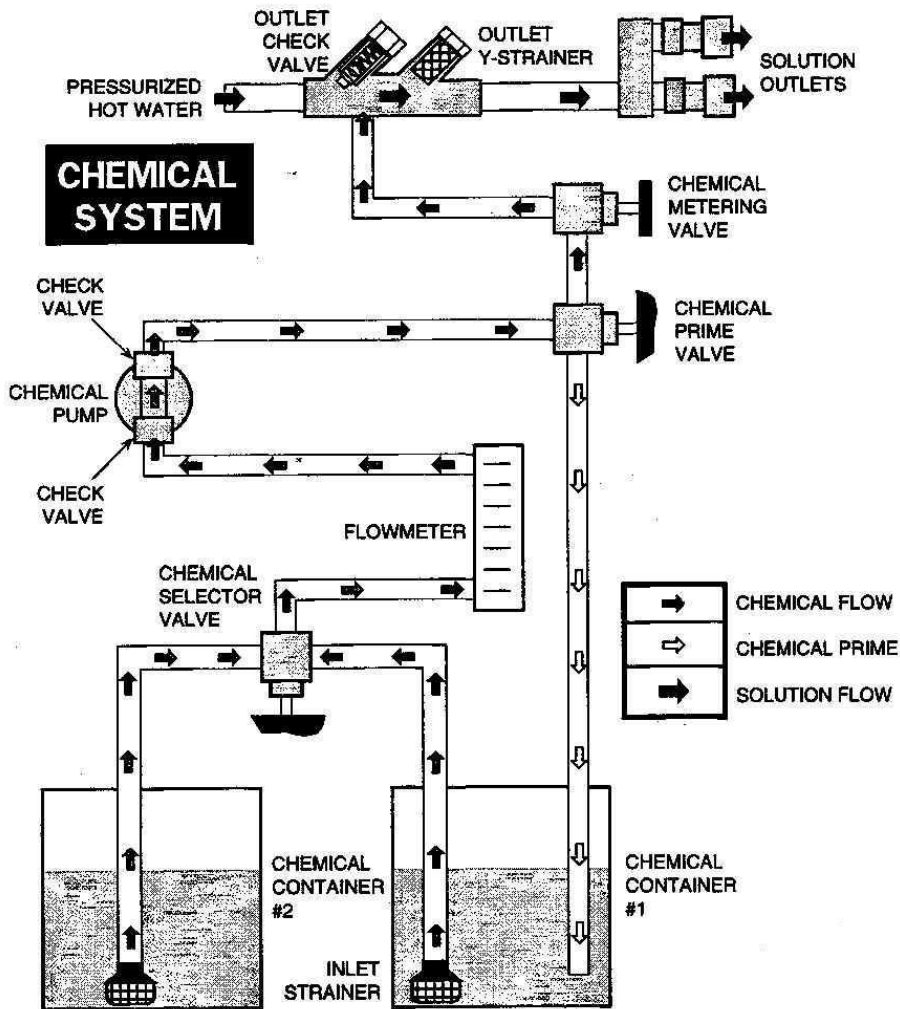 OUTLET
CHECK
VALVE
OUTLET
Y-STRAINER
SOLUTION
OUTLETS
PRESSURIZED
HOT WATER
CHEMICAL
SYSTEM
CHEMICAL
METERING
VALVE
CHECK
VALVE
CHEMICAL
PRIME
VALVE
CHEMICAL
PUMP
CHECK
VALVE
FLOWMETER
CHEMICAL
SELECTOR
VALVE
CHEMICAL FLOW
CHEMICAL PRIME
SOLUTION FLOW
CHEMICAL
CONTAINER
#2
CHEMICAL
CONTAINER
#1
INLET
STRAINER